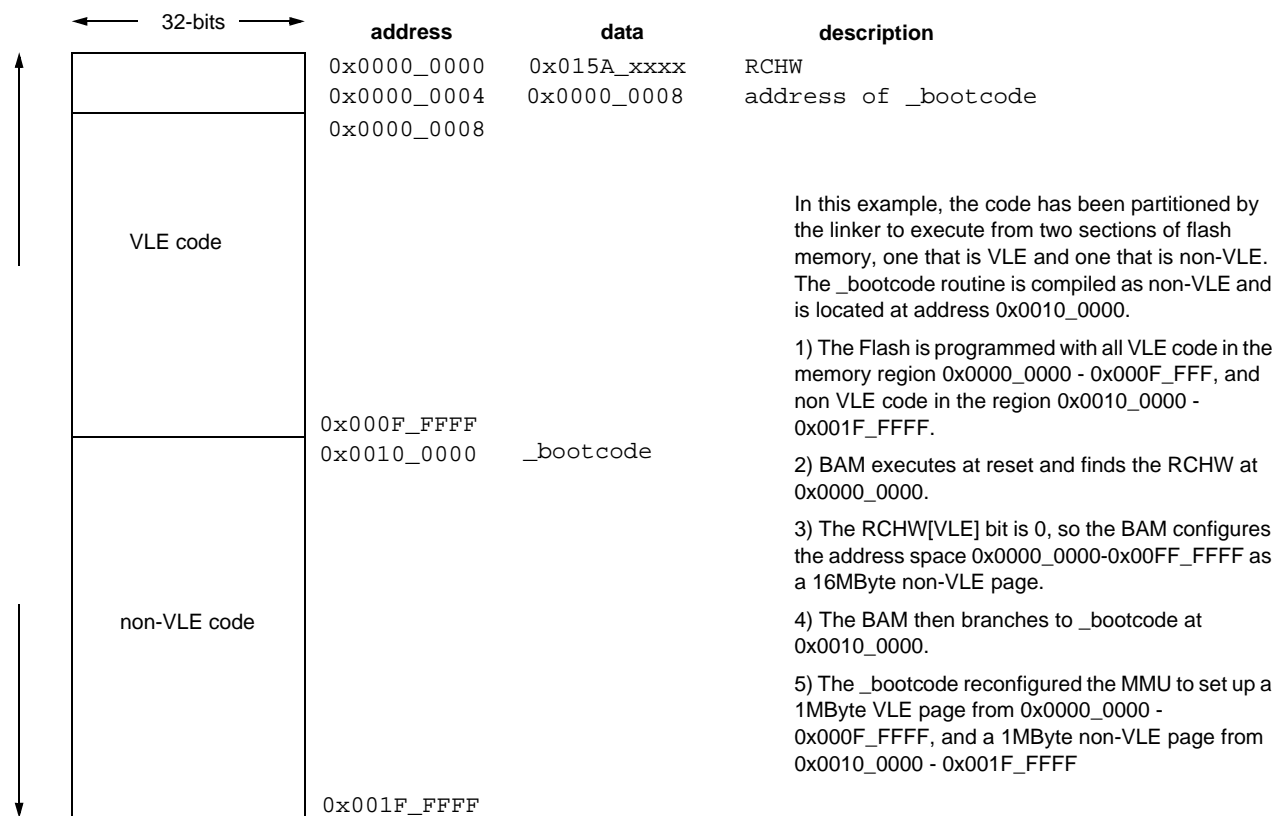 32-bits
address data description
0x0000_0000 0x015A_xxxx RCHW
0x0000_0004 0x0000_0008 address of _bootcode
0x0000_0008
VLE code
0x000F_FFFF
0x0010_0000 _bootcode
non-VLE code
0x001F_FFFF
In this example, the code has been partitioned by
the linker to execute from two sections of flash
memory, one that is VLE and one that is non-VLE.
The _bootcode routine is compiled as non-VLE and
is located at address 0x0010_0000.
1) The Flash is programmed with all VLE code in the
memory region 0x0000_0000 - 0x000F_FFF, and
non VLE code in the region 0x0010_0000 -
0x001F_FFFF.
2) BAM executes at reset and finds the RCHW at
0x0000_0000.
3) The RCHW[VLE] bit is 0, so the BAM configures
the address space 0x0000_0000-0x00FF_FFFF as
a 16MByte non-VLE page.
4) The BAM then branches to _bootcode at
0x0010_0000.
5) The _bootcode reconfigured the MMU to set up a
1MByte VLE page from 0x0000_0000 -
0x000F_FFFF, and a 1MByte non-VLE page from
0x0010_0000 - 0x001F_FFFF